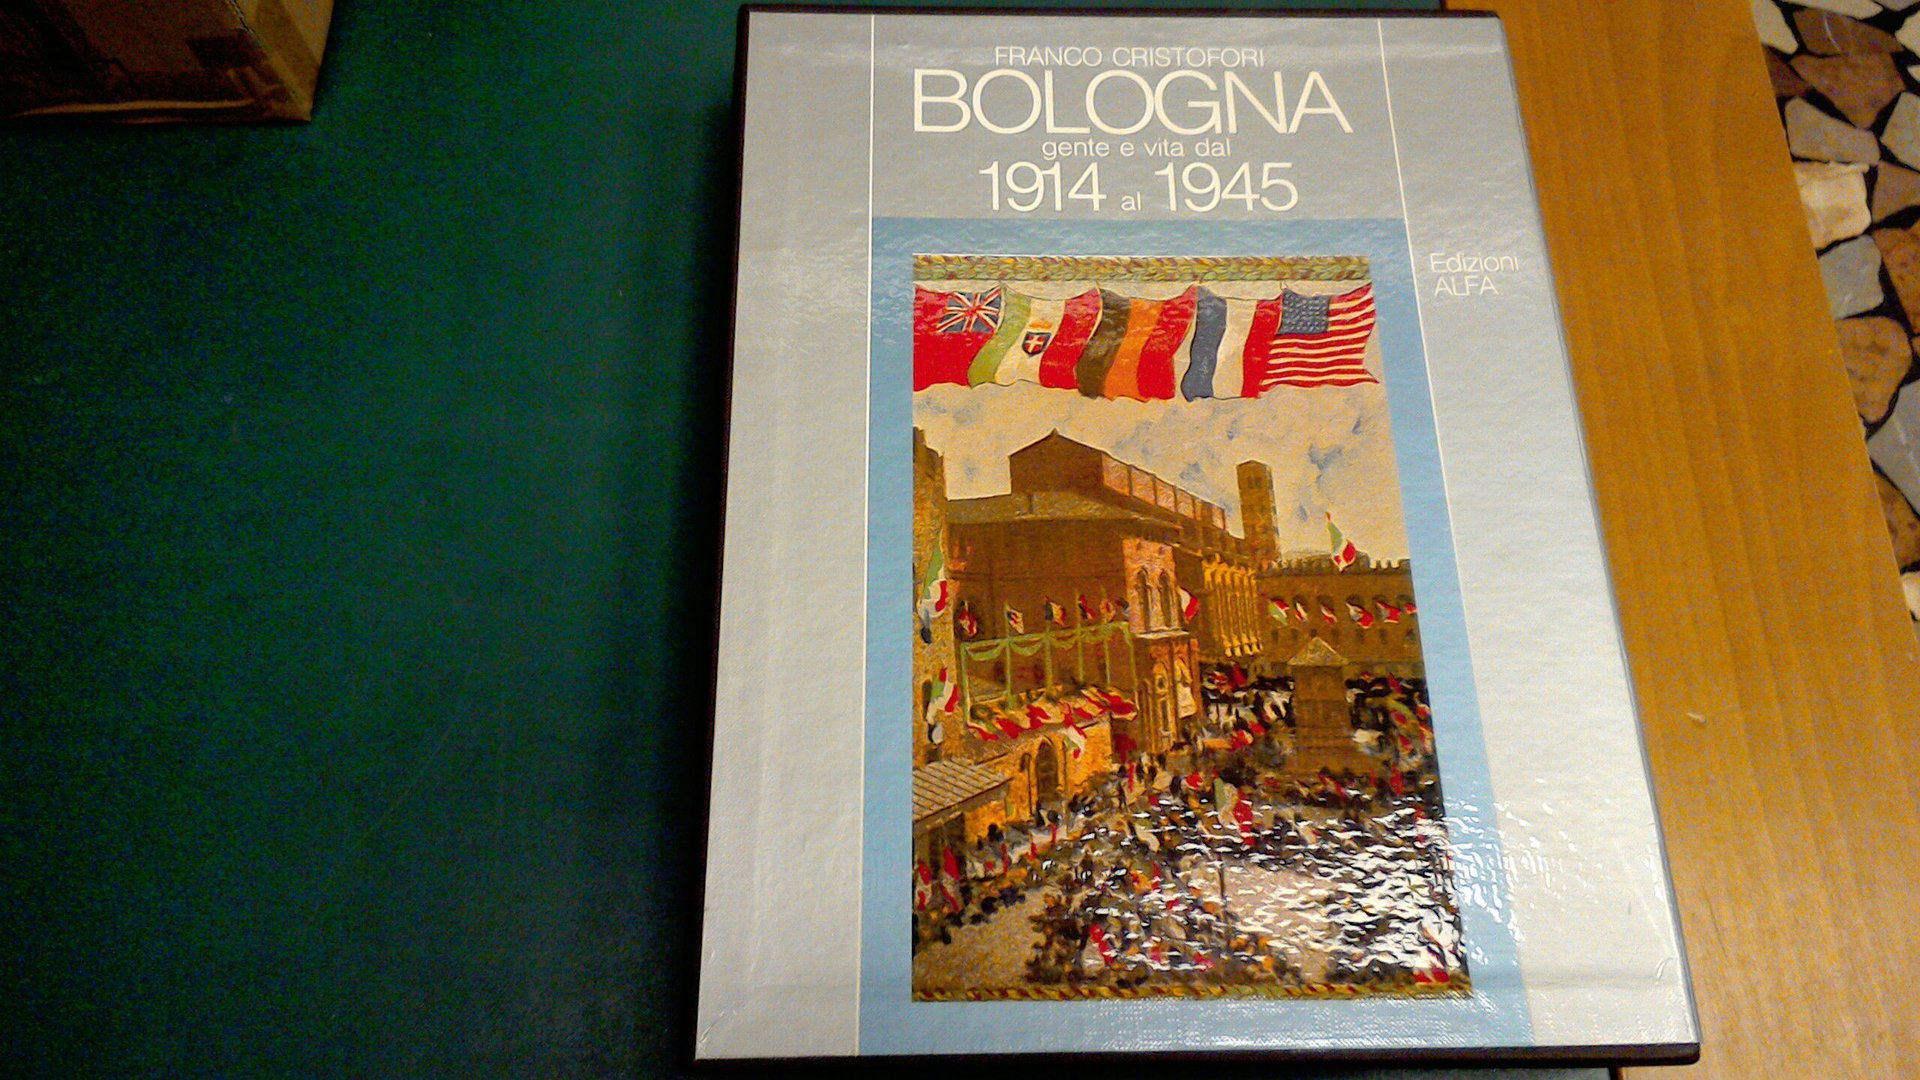 FRANCO CRISTOFORI
BOLOGNA
gente e vita dal
1914 al 1945
Edizioni
ALFA